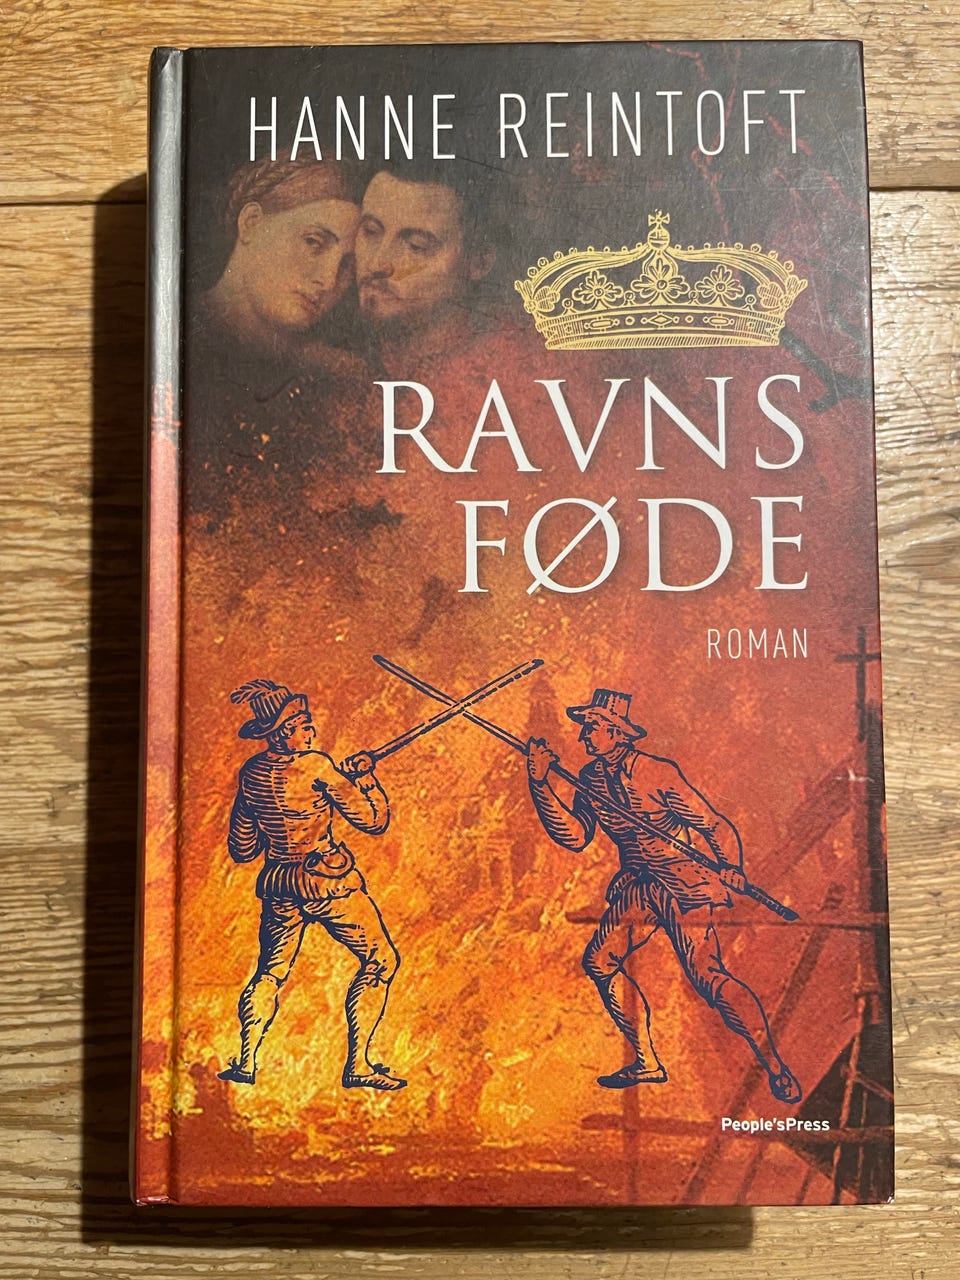 HANNE REINTOFT
RAVNS
FØDE
ROMAN
People'sPress